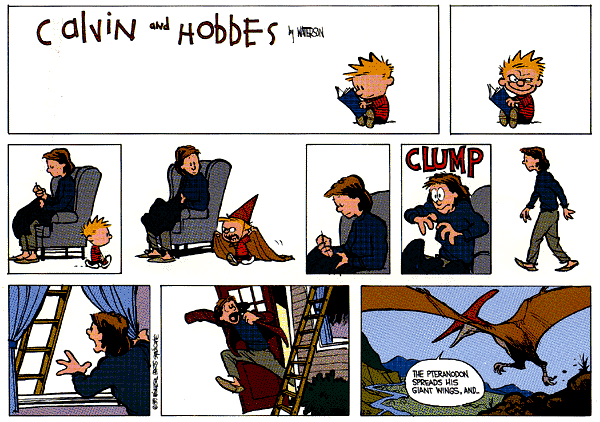 Calvin and Hobbes by WATTERSON
CLUMP
THE PTERANODON
SPREADS HIS
GIANT WINGS, AND...